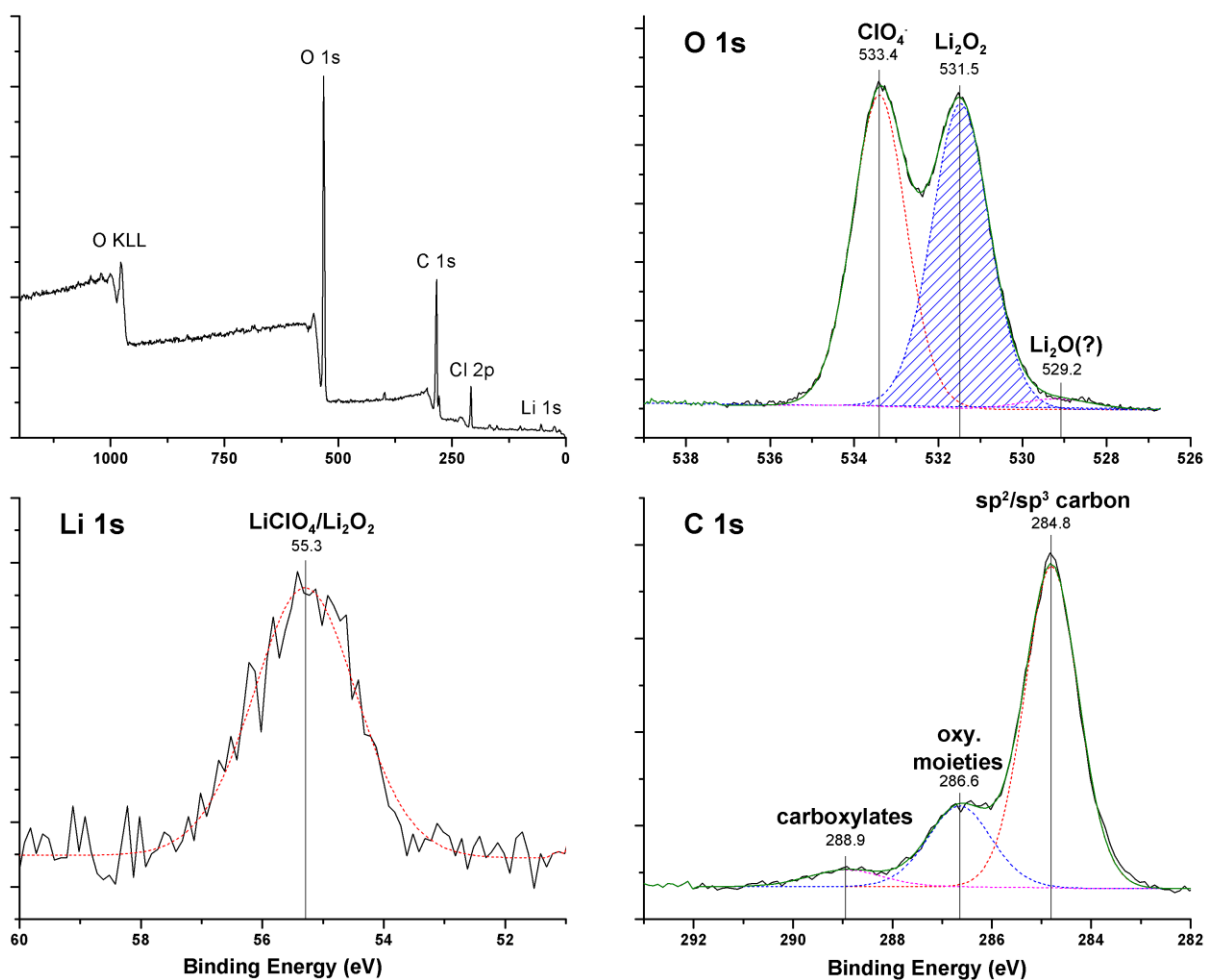 O 1s
O KLL
C 1s
Cl 2p
Li 1s
1000 750 500 250 0
O 1s
ClO₄⁻
533.4
Li₂O₂
531.5
Li₂O(?)
529.2
538 536 534 532 530 528 526
Li 1s
LiClO₄/Li₂O₂
55.3
60 58 56 54 52
Binding Energy (eV)
C 1s
sp²/sp³ carbon
284.8
oxy.
moieties
286.6
carboxylates
288.9
292 290 288 286 284 282
Binding Energy (eV)